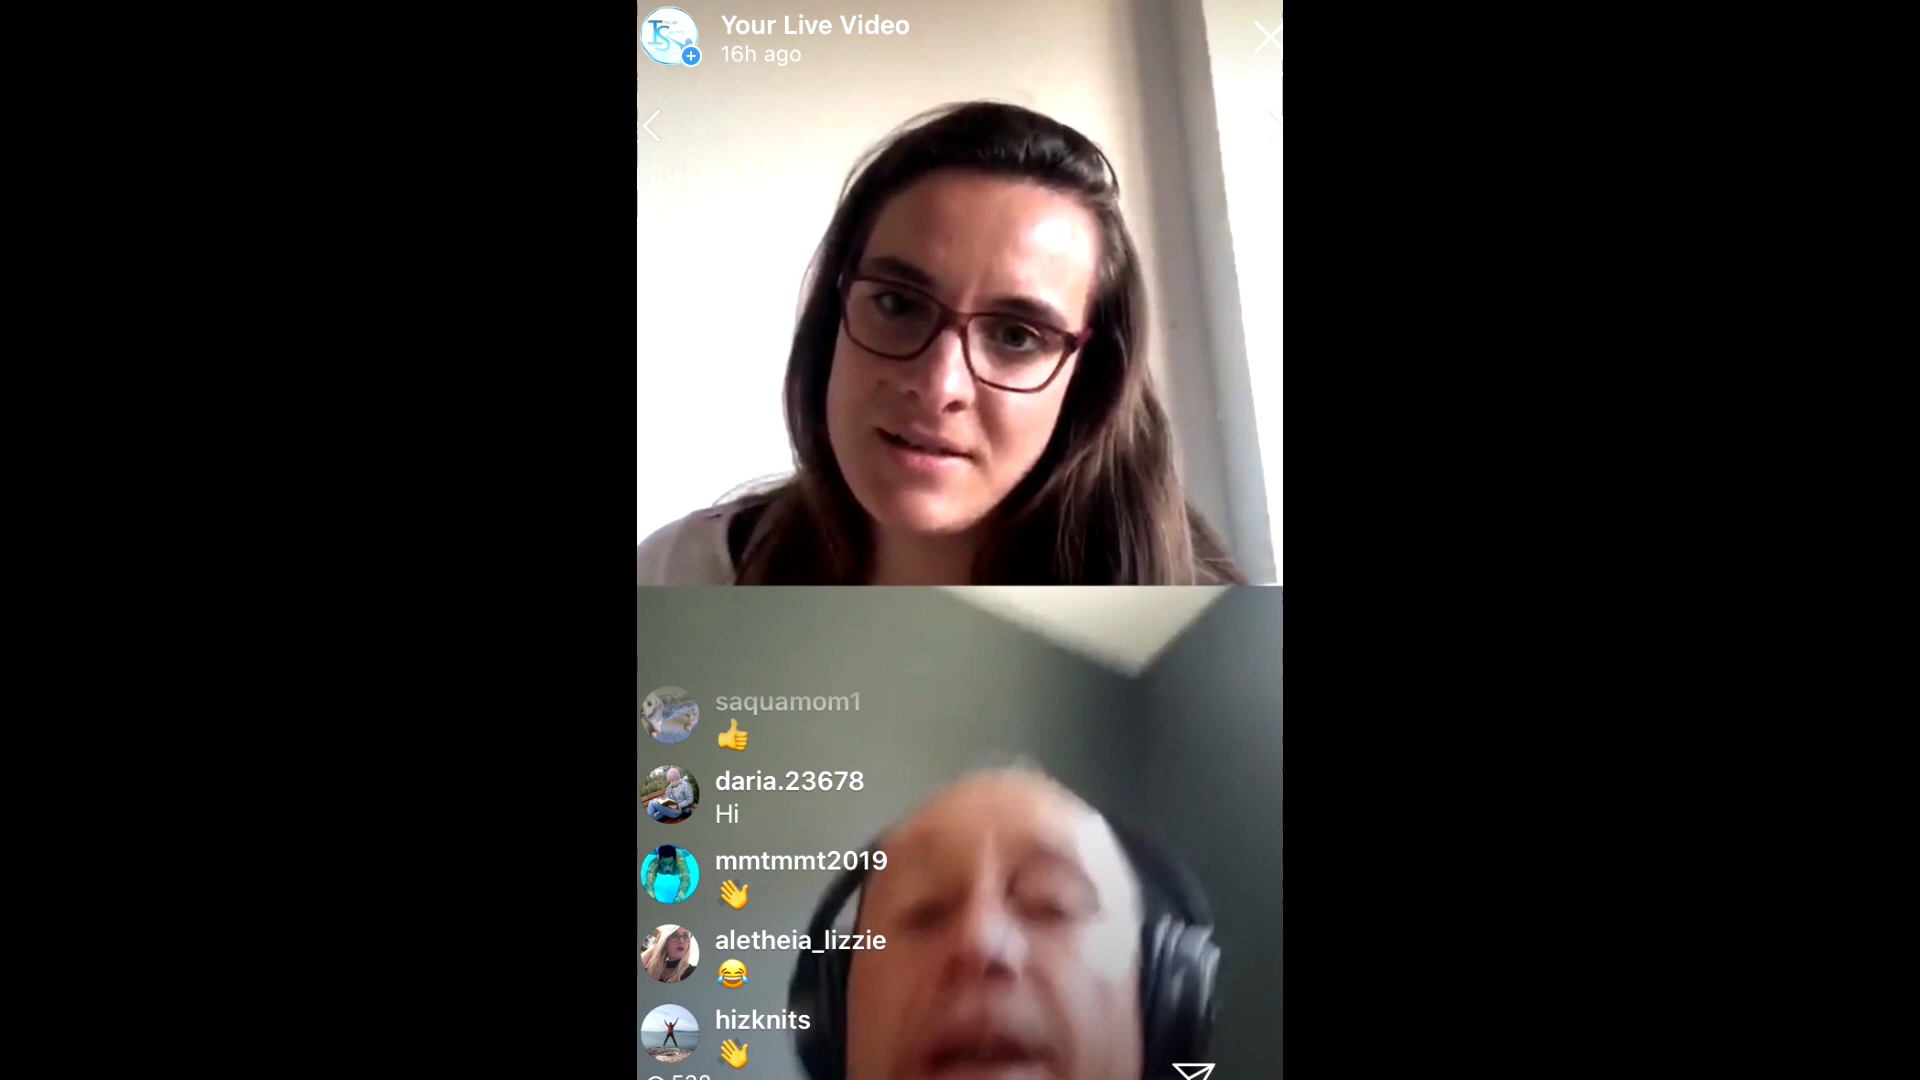 Your Live Video
16h ago
saquamom1
👍
daria.23678
Hi
mmtmmt2019
👋
aletheia_lizzie
😂
hizknits
👋